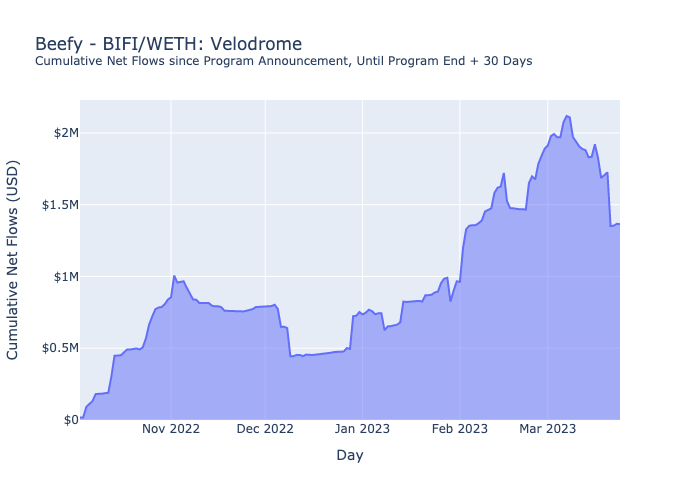 Beefy - BIFI/WETH: Velodrome
Cumulative Net Flows since Program Announcement, Until Program End + 30 Days
Cumulative Net Flows (USD)
$2M
$1.5M
$1M
$0.5M
$0
Nov 2022
Dec 2022
Jan 2023
Feb 2023
Mar 2023
Day